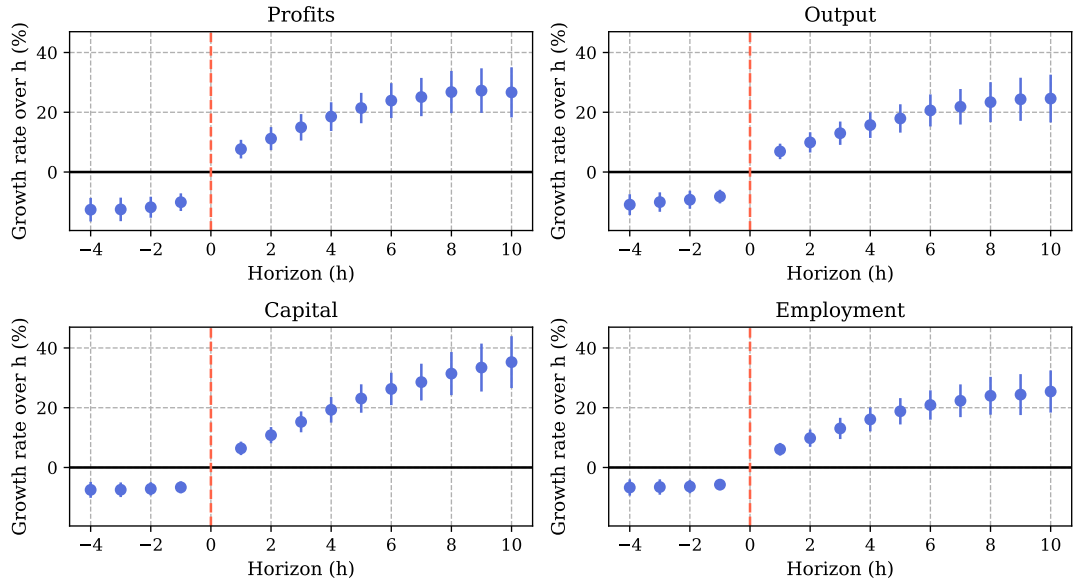 Profits
Growth rate over h (%)
40
20
0
−4 −2 0 2 4 6 8 10
Horizon (h)
Output
Growth rate over h (%)
40
20
0
−4 −2 0 2 4 6 8 10
Horizon (h)
Capital
Growth rate over h (%)
40
20
0
−4 −2 0 2 4 6 8 10
Horizon (h)
Employment
Growth rate over h (%)
40
20
0
−4 −2 0 2 4 6 8 10
Horizon (h)